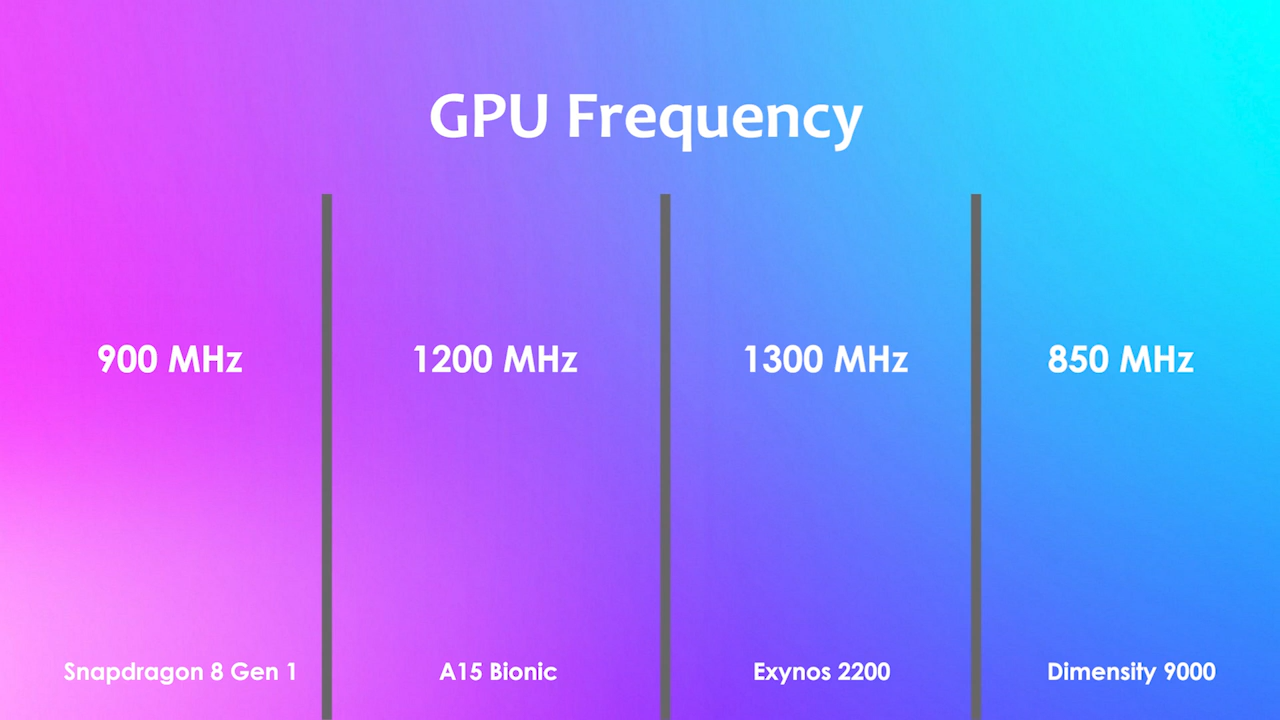 GPU Frequency
900 MHz
1200 MHz
1300 MHz
850 MHz
Snapdragon 8 Gen 1
A15 Bionic
Exynos 2200
Dimensity 9000